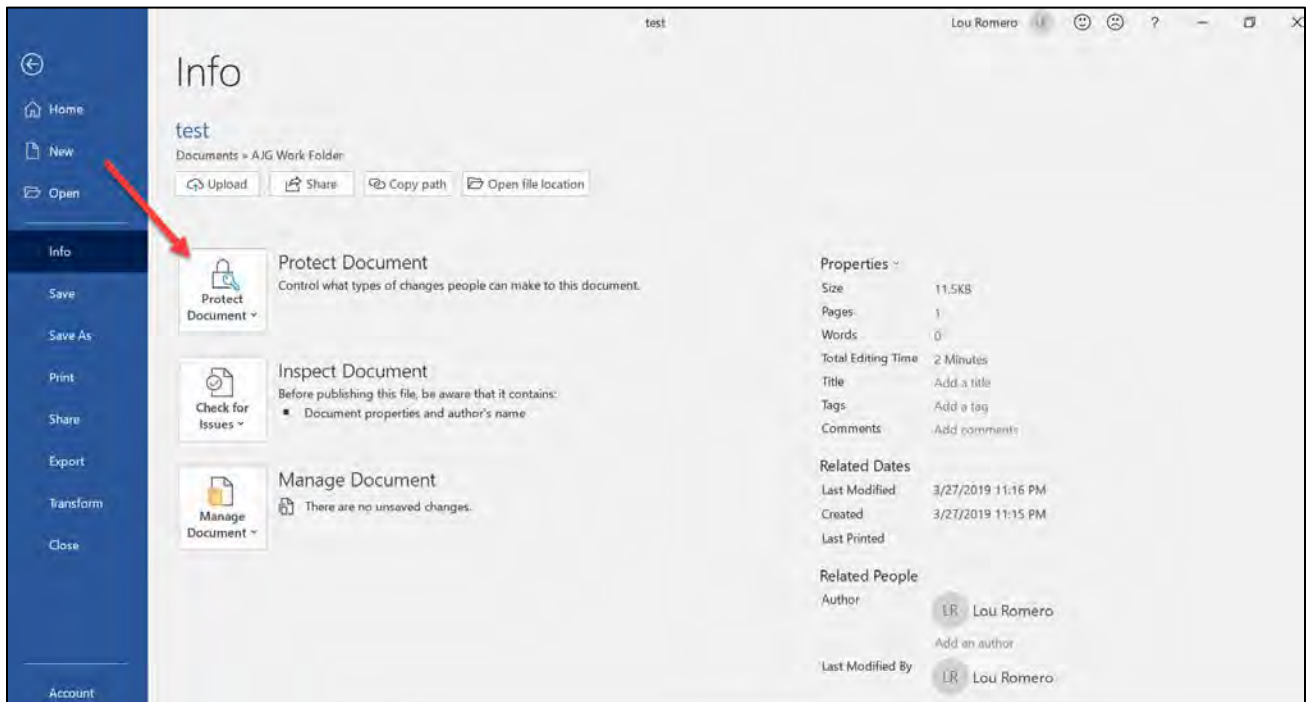 test
Lou Romero
LR
?
Home
New
Open
Info
Save
Save As
Print
Share
Export
Transform
Close
Account
Info
test
Documents » AJG Work Folder
Upload
Share
Copy path
Open file location
Protect Document
Protect Document
Control what types of changes people can make to this document.
Check for Issues
Inspect Document
Before publishing this file, be aware that it contains:
Document properties and author's name
Manage Document
Manage Document
There are no unsaved changes.
Properties
Size 11.5KB
Pages 1
Words 0
Total Editing Time 2 Minutes
Title Add a title
Tags Add a tag
Comments Add comments
Related Dates
Last Modified 3/27/2019 11:16 PM
Created 3/27/2019 11:15 PM
Last Printed
Related People
Author LR Lou Romero
Add an author
Last Modified By LR Lou Romero